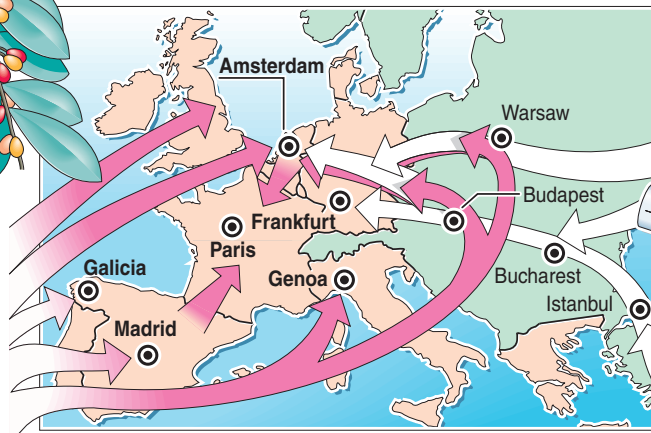 Amsterdam
Warsaw
Budapest
Frankfurt
Paris
Galicia
Genoa
Bucharest
Istanbul
Madrid